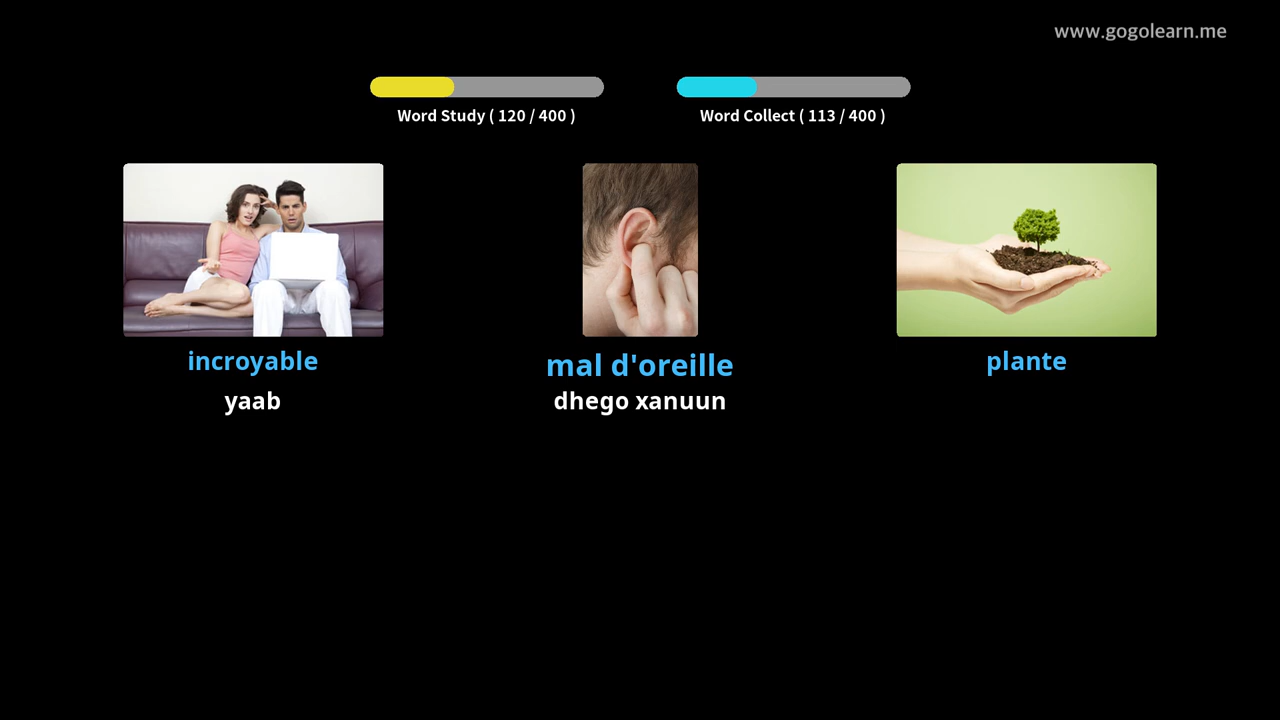 www.gogolearn.me
Word Study ( 120 / 400 )
Word Collect ( 113 / 400 )
incroyable
mal d'oreille
plante
yaab
dhego xanuun